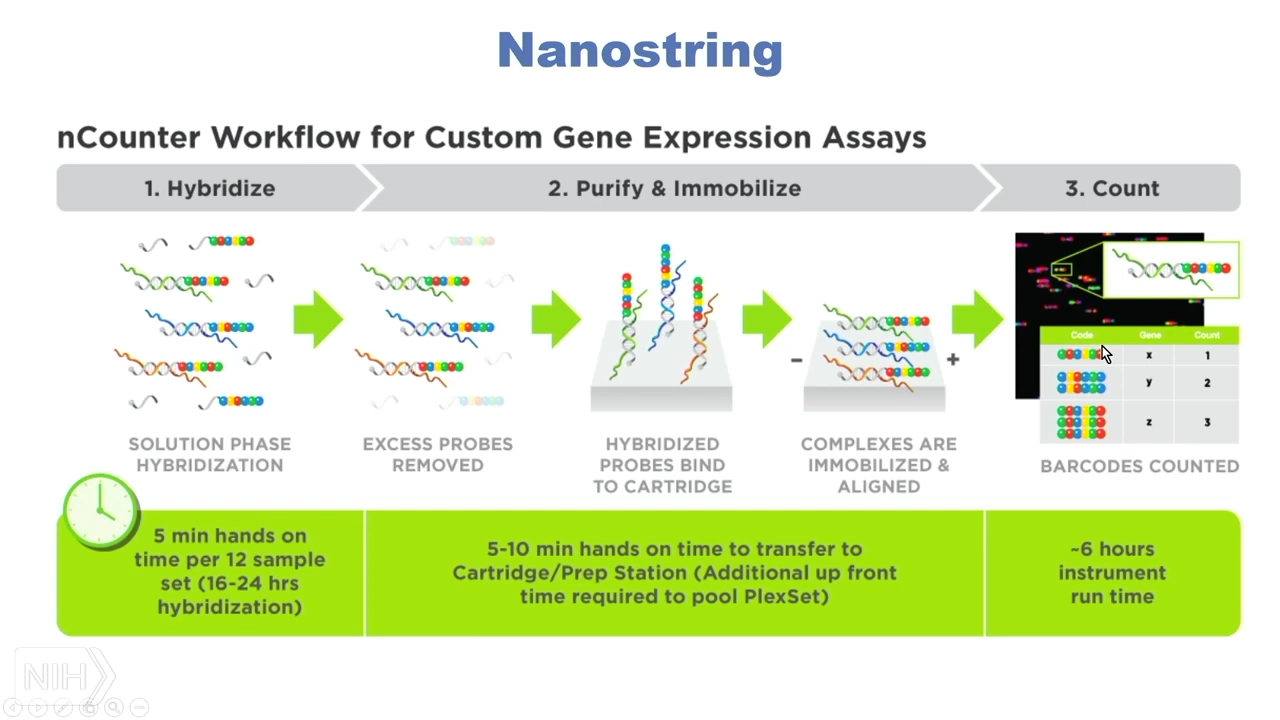 Nanostring
nCounter Workflow for Custom Gene Expression Assays
1. Hybridize
2. Purify & Immobilize
3. Count
SOLUTION PHASE
HYBRIDIZATION
EXCESS PROBES
REMOVED
HYBRIDIZED
PROBES BIND
TO CARTRIDGE
-
+
COMPLEXES ARE
IMMOBILIZED &
ALIGNED
Code Gene Count
x 1
y 2
z 3
BARCODES COUNTED
5 min hands on
time per 12 sample
set (16-24 hrs
hybridization)
5-10 min hands on time to transfer to
Cartridge/Prep Station (Additional up front
time required to pool PlexSet)
~6 hours
instrument
run time
NIH